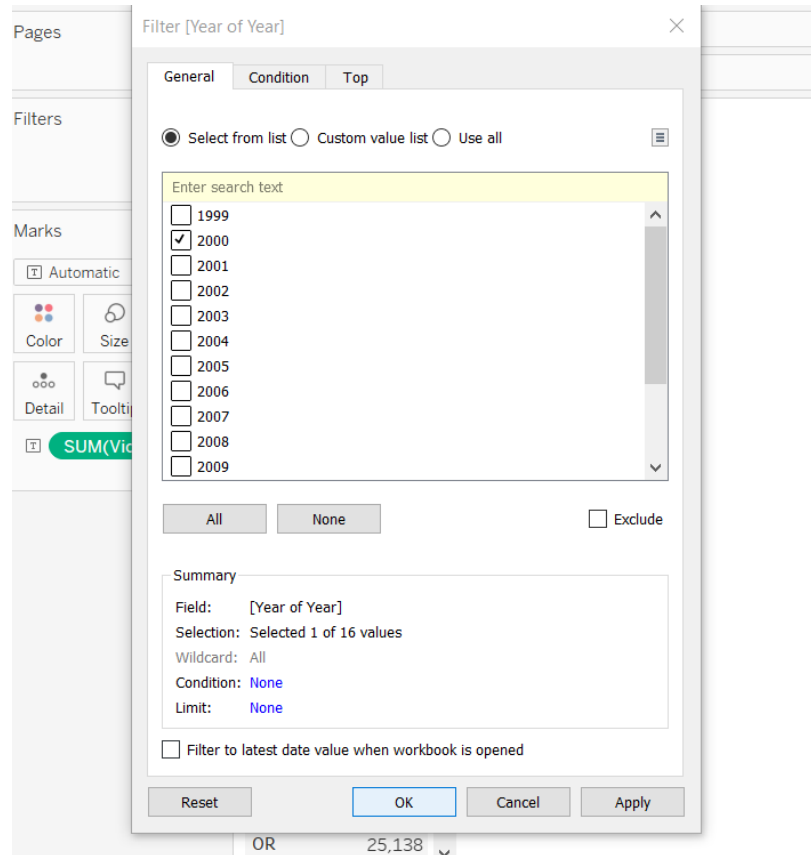 Pages
Filter [Year of Year]
General Condition Top
Filters
Select from list Custom value list Use all
Enter search text
1999
2000
2001
2002
2003
2004
2005
2006
2007
2008
2009
Marks
Automatic
Color Size
Detail Toolti
SUM(Vic
All None Exclude
Summary
Field: [Year of Year]
Selection: Selected 1 of 16 values
Wildcard: All
Condition: None
Limit: None
Filter to latest date value when workbook is opened
Reset OK Cancel Apply
OR 25,138